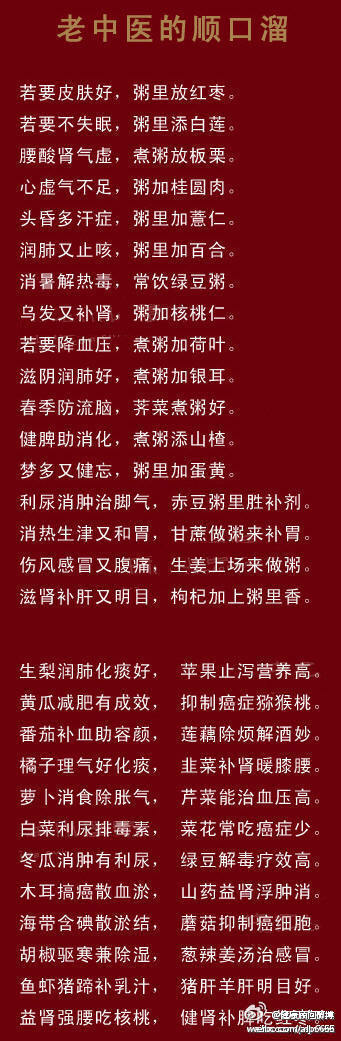 老中医的顺口溜
若要皮肤好，粥里放红枣。
若要不失眠，粥里添白莲。
腰酸肾气虚，煮粥放板栗。
心虚气不足，粥加桂圆肉。
头昏多汗症，粥里加薏仁。
润肺又止咳，粥里加百合。
消暑解热毒，常饮绿豆粥。
乌发又补肾，粥加核桃仁。
若要降血压，煮粥加荷叶。
滋阴润肺好，煮粥加银耳。
春季防流脑，荠菜煮粥好。
健脾助消化，煮粥添山楂。
梦多又健忘，粥里加蛋黄。
利尿消肿治脚气，赤豆粥里胜补剂。
消热生津又和胃，甘蔗做粥来补胃。
伤风感冒又腹痛，生姜上场来做粥。
滋肾补肝又明目，枸杞加上粥里香。
生梨润肺化痰好， 苹果止泻营养高。
黄瓜减肥有成效， 抑制癌症猕猴桃。
番茄补血助容颜， 莲藕除烦解酒妙。
橘子理气好化痰， 韭菜补肾暖膝腰。
萝卜消食除胀气， 芹菜能治血压高。
白菜利尿排毒素， 菜花常吃癌症少。
冬瓜消肿有利尿， 绿豆解毒疗效高。
木耳搞癌散血淤， 山药益肾浮肿消。
海带含碘散淤结， 蘑菇抑制癌细胞。
胡椒驱寒兼除湿， 葱辣姜汤治感冒。
鱼虾猪蹄补乳汁， 猪肝羊肝明目好。
益肾强腰吃核桃， 健肾补脾吃红枣。